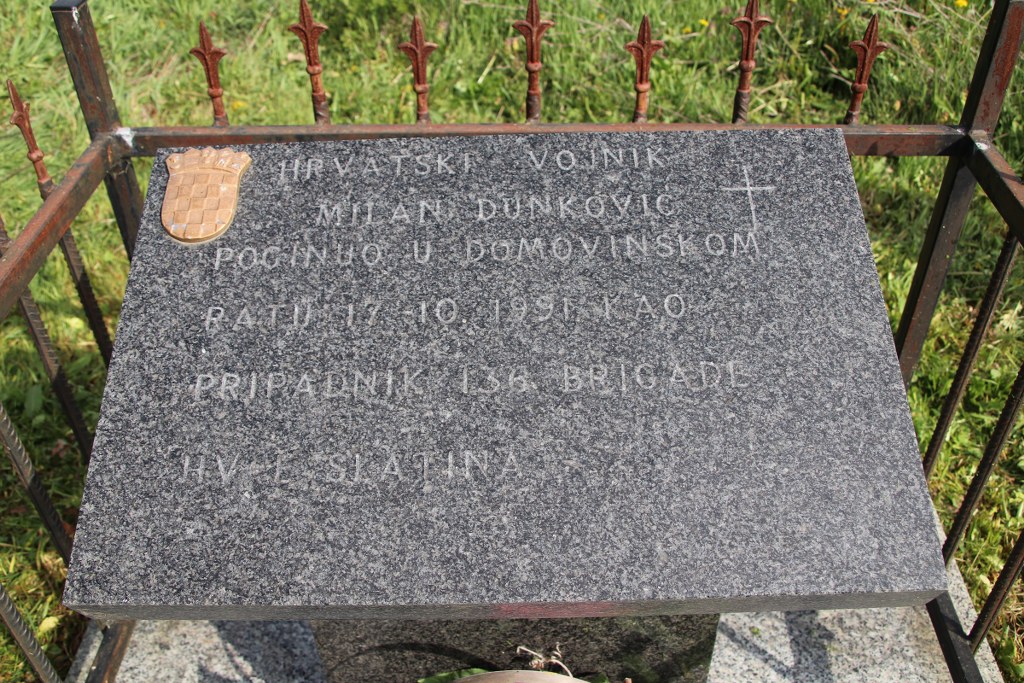 HRVATSKI VOJNIK
MILAN DUNKOVIĆ
POGINUO U DOMOVINSKOM
RATU 17-10. 1991. KAO
PRIPADNIK 136. BRIGADE
HV-E SLATINA